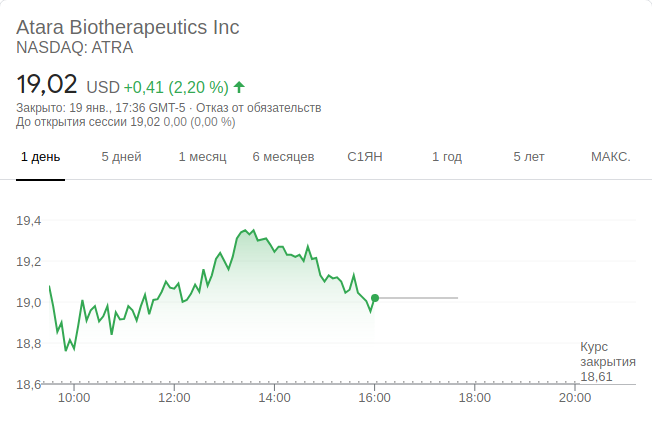 Atara Biotherapeutics Inc
NASDAQ: ATRA
19,02 USD +0,41 (2,20 %)
Закрыто: 19 янв., 17:36 GMT-5 · Отказ от обязательств
До открытия сессии 19,02 0,00 (0,00 %)
1 день 5 дней 1 месяц 6 месяцев С1ЯН 1 год 5 лет МАКС.
19,4
19,2
19,0
18,8
Курс
закрытия
18,61
18,6
10:00 12:00 14:00 16:00 18:00 20:00